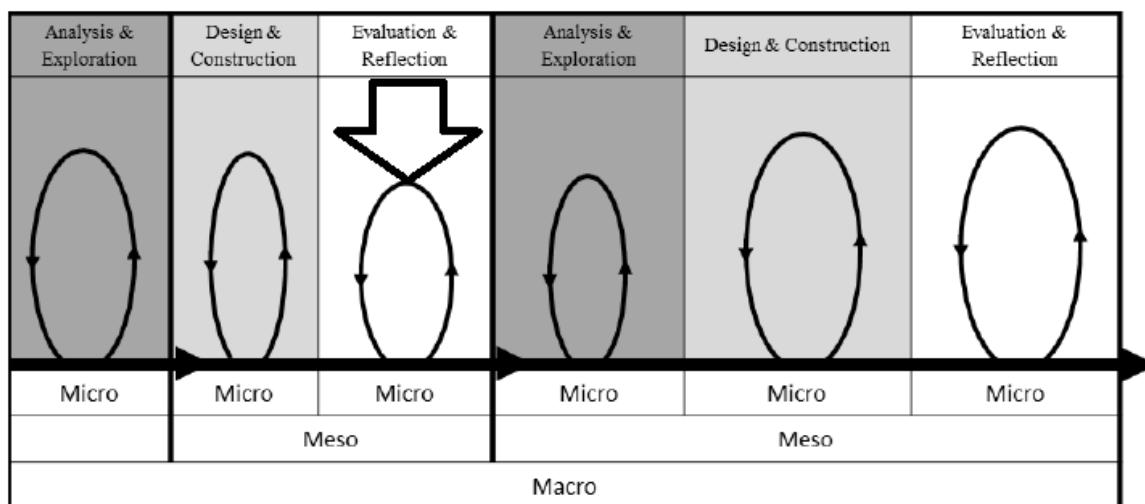 Analysis &
Exploration
Design &
Construction
Evaluation &
Reflection
Analysis &
Exploration
Design & Construction
Evaluation &
Reflection
Micro
Micro
Micro
Micro
Micro
Micro
Meso
Meso
Macro